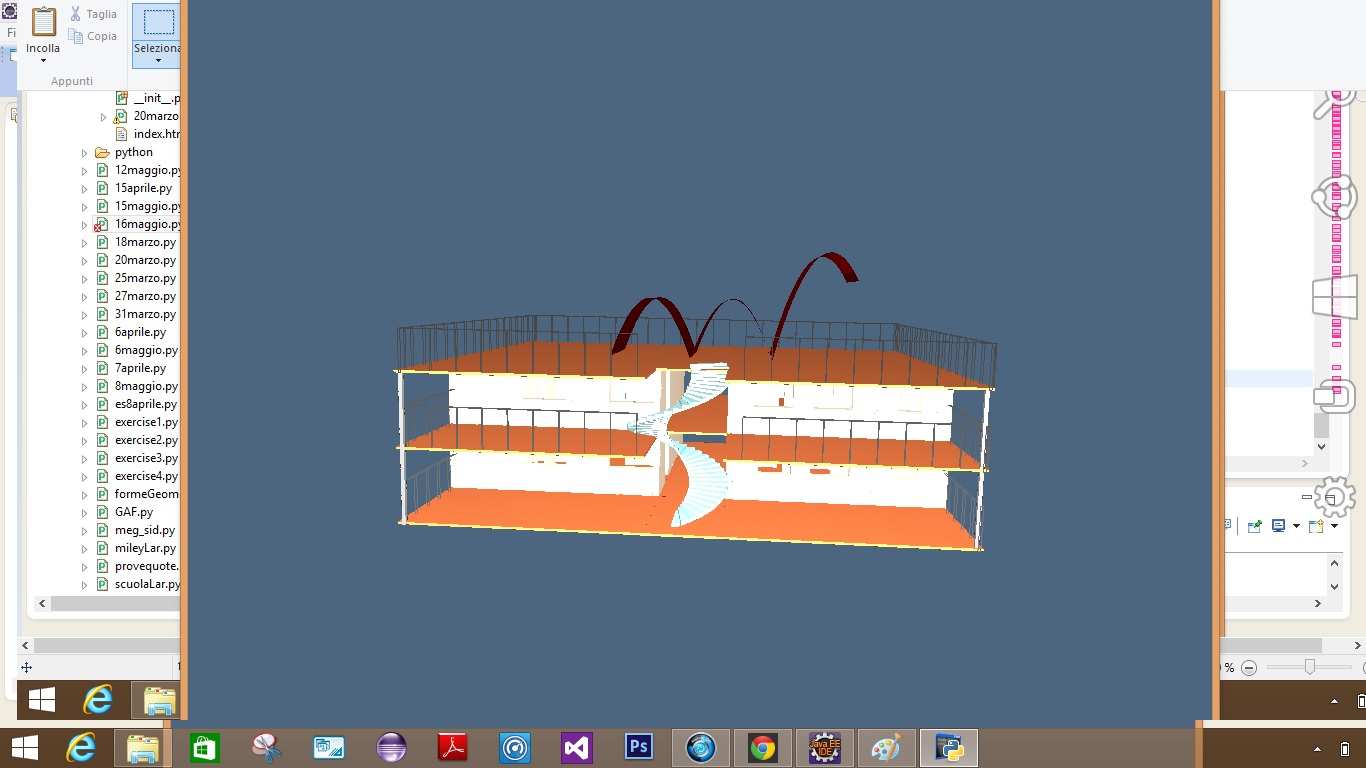 Fi
Taglia
Copia
Incolla
Seleziona
Appunti
__init__.p
20marzo
index.htm
python
12maggio.py
15aprile.py
15maggio.py
16maggio.py
18marzo.py
20marzo.py
25marzo.py
27marzo.py
31marzo.py
6aprile.py
6maggio.py
7aprile.py
8maggio.py
es8aprile.py
exercise1.py
exercise2.py
exercise3.py
exercise4.py
formeGeom
GAF.py
meg_sid.py
mileyLar.py
provequote.
scuolaLar.py
%
Ps
Java EE
IDE